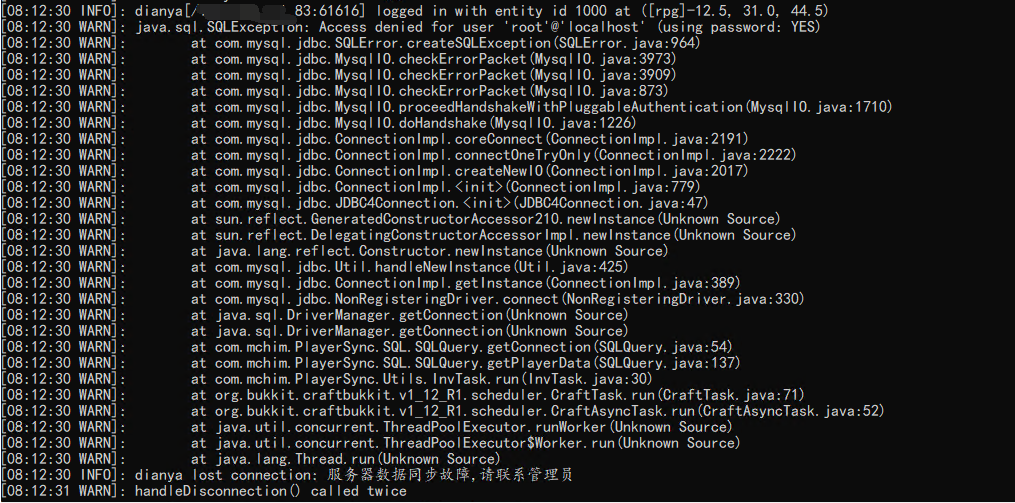 [08:12:30 INFO]: dianya[/ 83:61616] logged in with entity id 1000 at ([rpg]-12.5, 31.0, 44.5)
[08:12:30 WARN]: java.sql.SQLException: Access denied for user 'root'@'localhost' (using password: YES)
[08:12:30 WARN]: at com.mysql.jdbc.SQLError.createSQLException(SQLError.java:964)
[08:12:30 WARN]: at com.mysql.jdbc.MysqlIO.checkErrorPacket(MysqlIO.java:3973)
[08:12:30 WARN]: at com.mysql.jdbc.MysqlIO.checkErrorPacket(MysqlIO.java:3909)
[08:12:30 WARN]: at com.mysql.jdbc.MysqlIO.checkErrorPacket(MysqlIO.java:873)
[08:12:30 WARN]: at com.mysql.jdbc.MysqlIO.proceedHandshakeWithPluggableAuthentication(MysqlIO.java:1710)
[08:12:30 WARN]: at com.mysql.jdbc.MysqlIO.doHandshake(MysqlIO.java:1226)
[08:12:30 WARN]: at com.mysql.jdbc.ConnectionImpl.coreConnect(ConnectionImpl.java:2191)
[08:12:30 WARN]: at com.mysql.jdbc.ConnectionImpl.connectOneTryOnly(ConnectionImpl.java:2222)
[08:12:30 WARN]: at com.mysql.jdbc.ConnectionImpl.createNewIO(ConnectionImpl.java:2017)
[08:12:30 WARN]: at com.mysql.jdbc.ConnectionImpl.<init>(ConnectionImpl.java:779)
[08:12:30 WARN]: at com.mysql.jdbc.JDBC4Connection.<init>(JDBC4Connection.java:47)
[08:12:30 WARN]: at sun.reflect.GeneratedConstructorAccessor210.newInstance(Unknown Source)
[08:12:30 WARN]: at sun.reflect.DelegatingConstructorAccessorImpl.newInstance(Unknown Source)
[08:12:30 WARN]: at java.lang.reflect.Constructor.newInstance(Unknown Source)
[08:12:30 WARN]: at com.mysql.jdbc.Util.handleNewInstance(Util.java:425)
[08:12:30 WARN]: at com.mysql.jdbc.ConnectionImpl.getInstance(ConnectionImpl.java:389)
[08:12:30 WARN]: at com.mysql.jdbc.NonRegisteringDriver.connect(NonRegisteringDriver.java:330)
[08:12:30 WARN]: at java.sql.DriverManager.getConnection(Unknown Source)
[08:12:30 WARN]: at java.sql.DriverManager.getConnection(Unknown Source)
[08:12:30 WARN]: at com.mchim.PlayerSync.SQL.SQLQuery.getConnection(SQLQuery.java:54)
[08:12:30 WARN]: at com.mchim.PlayerSync.SQL.SQLQuery.getPlayerData(SQLQuery.java:137)
[08:12:30 WARN]: at com.mchim.PlayerSync.Utils.InvTask.run(InvTask.java:30)
[08:12:30 WARN]: at org.bukkit.craftbukkit.v1_12_R1.scheduler.CraftTask.run(CraftTask.java:71)
[08:12:30 WARN]: at org.bukkit.craftbukkit.v1_12_R1.scheduler.CraftAsyncTask.run(CraftAsyncTask.java:52)
[08:12:30 WARN]: at java.util.concurrent.ThreadPoolExecutor.runWorker(Unknown Source)
[08:12:30 WARN]: at java.util.concurrent.ThreadPoolExecutor$Worker.run(Unknown Source)
[08:12:30 WARN]: at java.lang.Thread.run(Unknown Source)
[08:12:30 INFO]: dianya lost connection: 服务器数据同步故障,请联系管理员
[08:12:31 WARN]: handleDisconnection() called twice